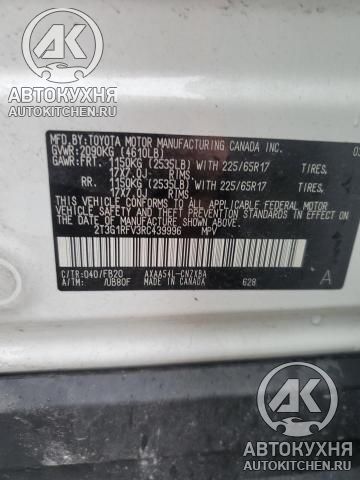 АК
АВТОКУХНЯ
AUTOKITCHEN.RU
MFD.BY: TOYOTA MOTOR MANUFACTURING CANADA INC. 03
GVWR: 2090KG (4610LB)
GAWR: FRT. 1150KG (2535LB) WITH 225/65R17 TIRES,
17X7.0J RIMS,
RR. 1150KG (2535LB) WITH 225/65R17 TIRES,
17X7.0J RIMS,
THIS VEHICLE CONFORMS TO ALL APPLICABLE FEDERAL MOTOR
VEHICLE SAFETY STANDARDS IN EFFECT ON THE DATE OF
MANUFACTURE SHOWN ABOVE.
2T3G1RFV3RC439996 MPV
C/TR: 040/FB20 AXAA54L-CNZXBA
A/TM: /UB80F MADE IN CANADA 628 A
АК
АВТОКУХНЯ
AUTOKITCHEN.RU